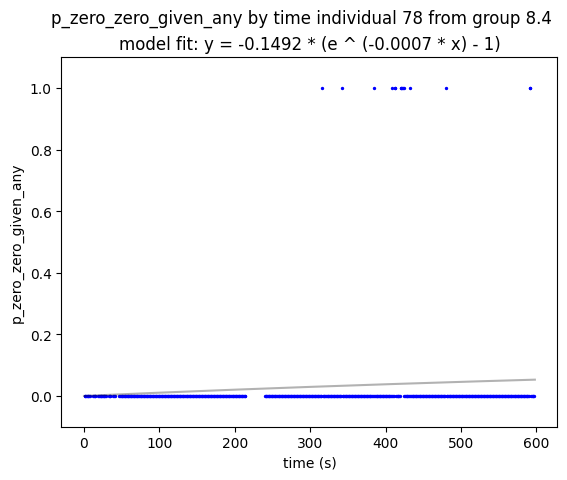 p_zero_zero_given_any by time individual 78 from group 8.4
model fit: y = -0.1492 * (e ^ (-0.0007 * x) - 1)
1.0
0.8
0.6
0.4
0.2
0.0
p_zero_zero_given_any
0 100 200 300 400 500 600
time (s)